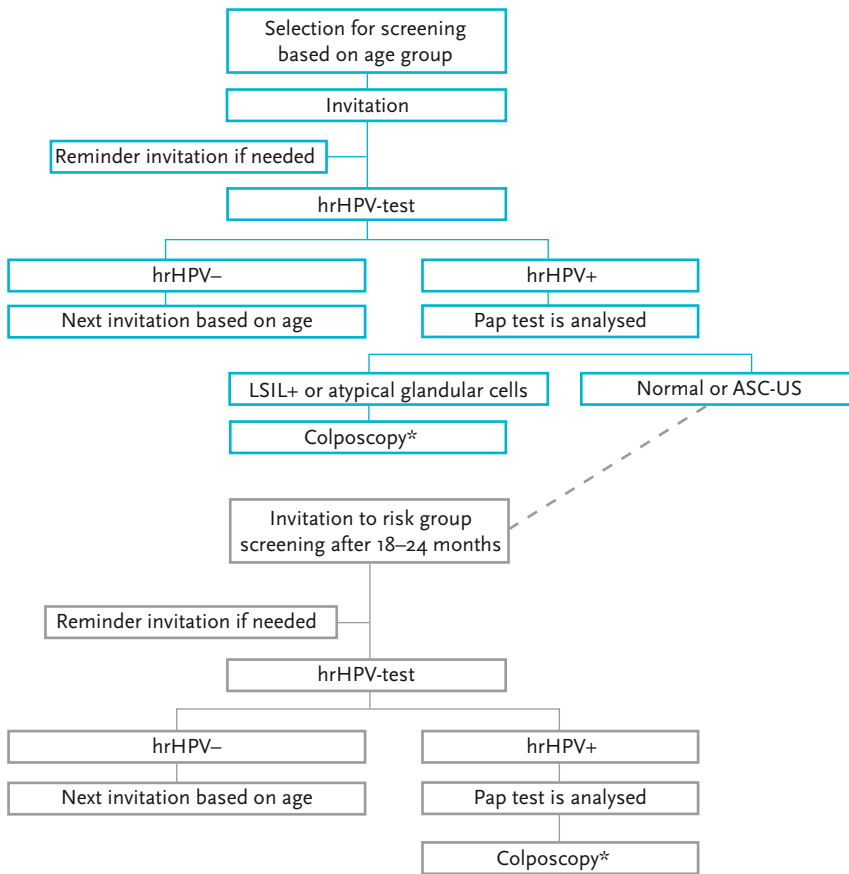 Selection for screening
based on age group
Invitation
Reminder invitation if needed
hrHPV-test
hrHPV–
hrHPV+
Next invitation based on age
Pap test is analysed
LSIL+ or atypical glandular cells
Normal or ASC-US
Colposcopy*
Invitation to risk group
screening after 18–24 months
Reminder invitation if needed
hrHPV-test
hrHPV–
hrHPV+
Next invitation based on age
Pap test is analysed
Colposcopy*